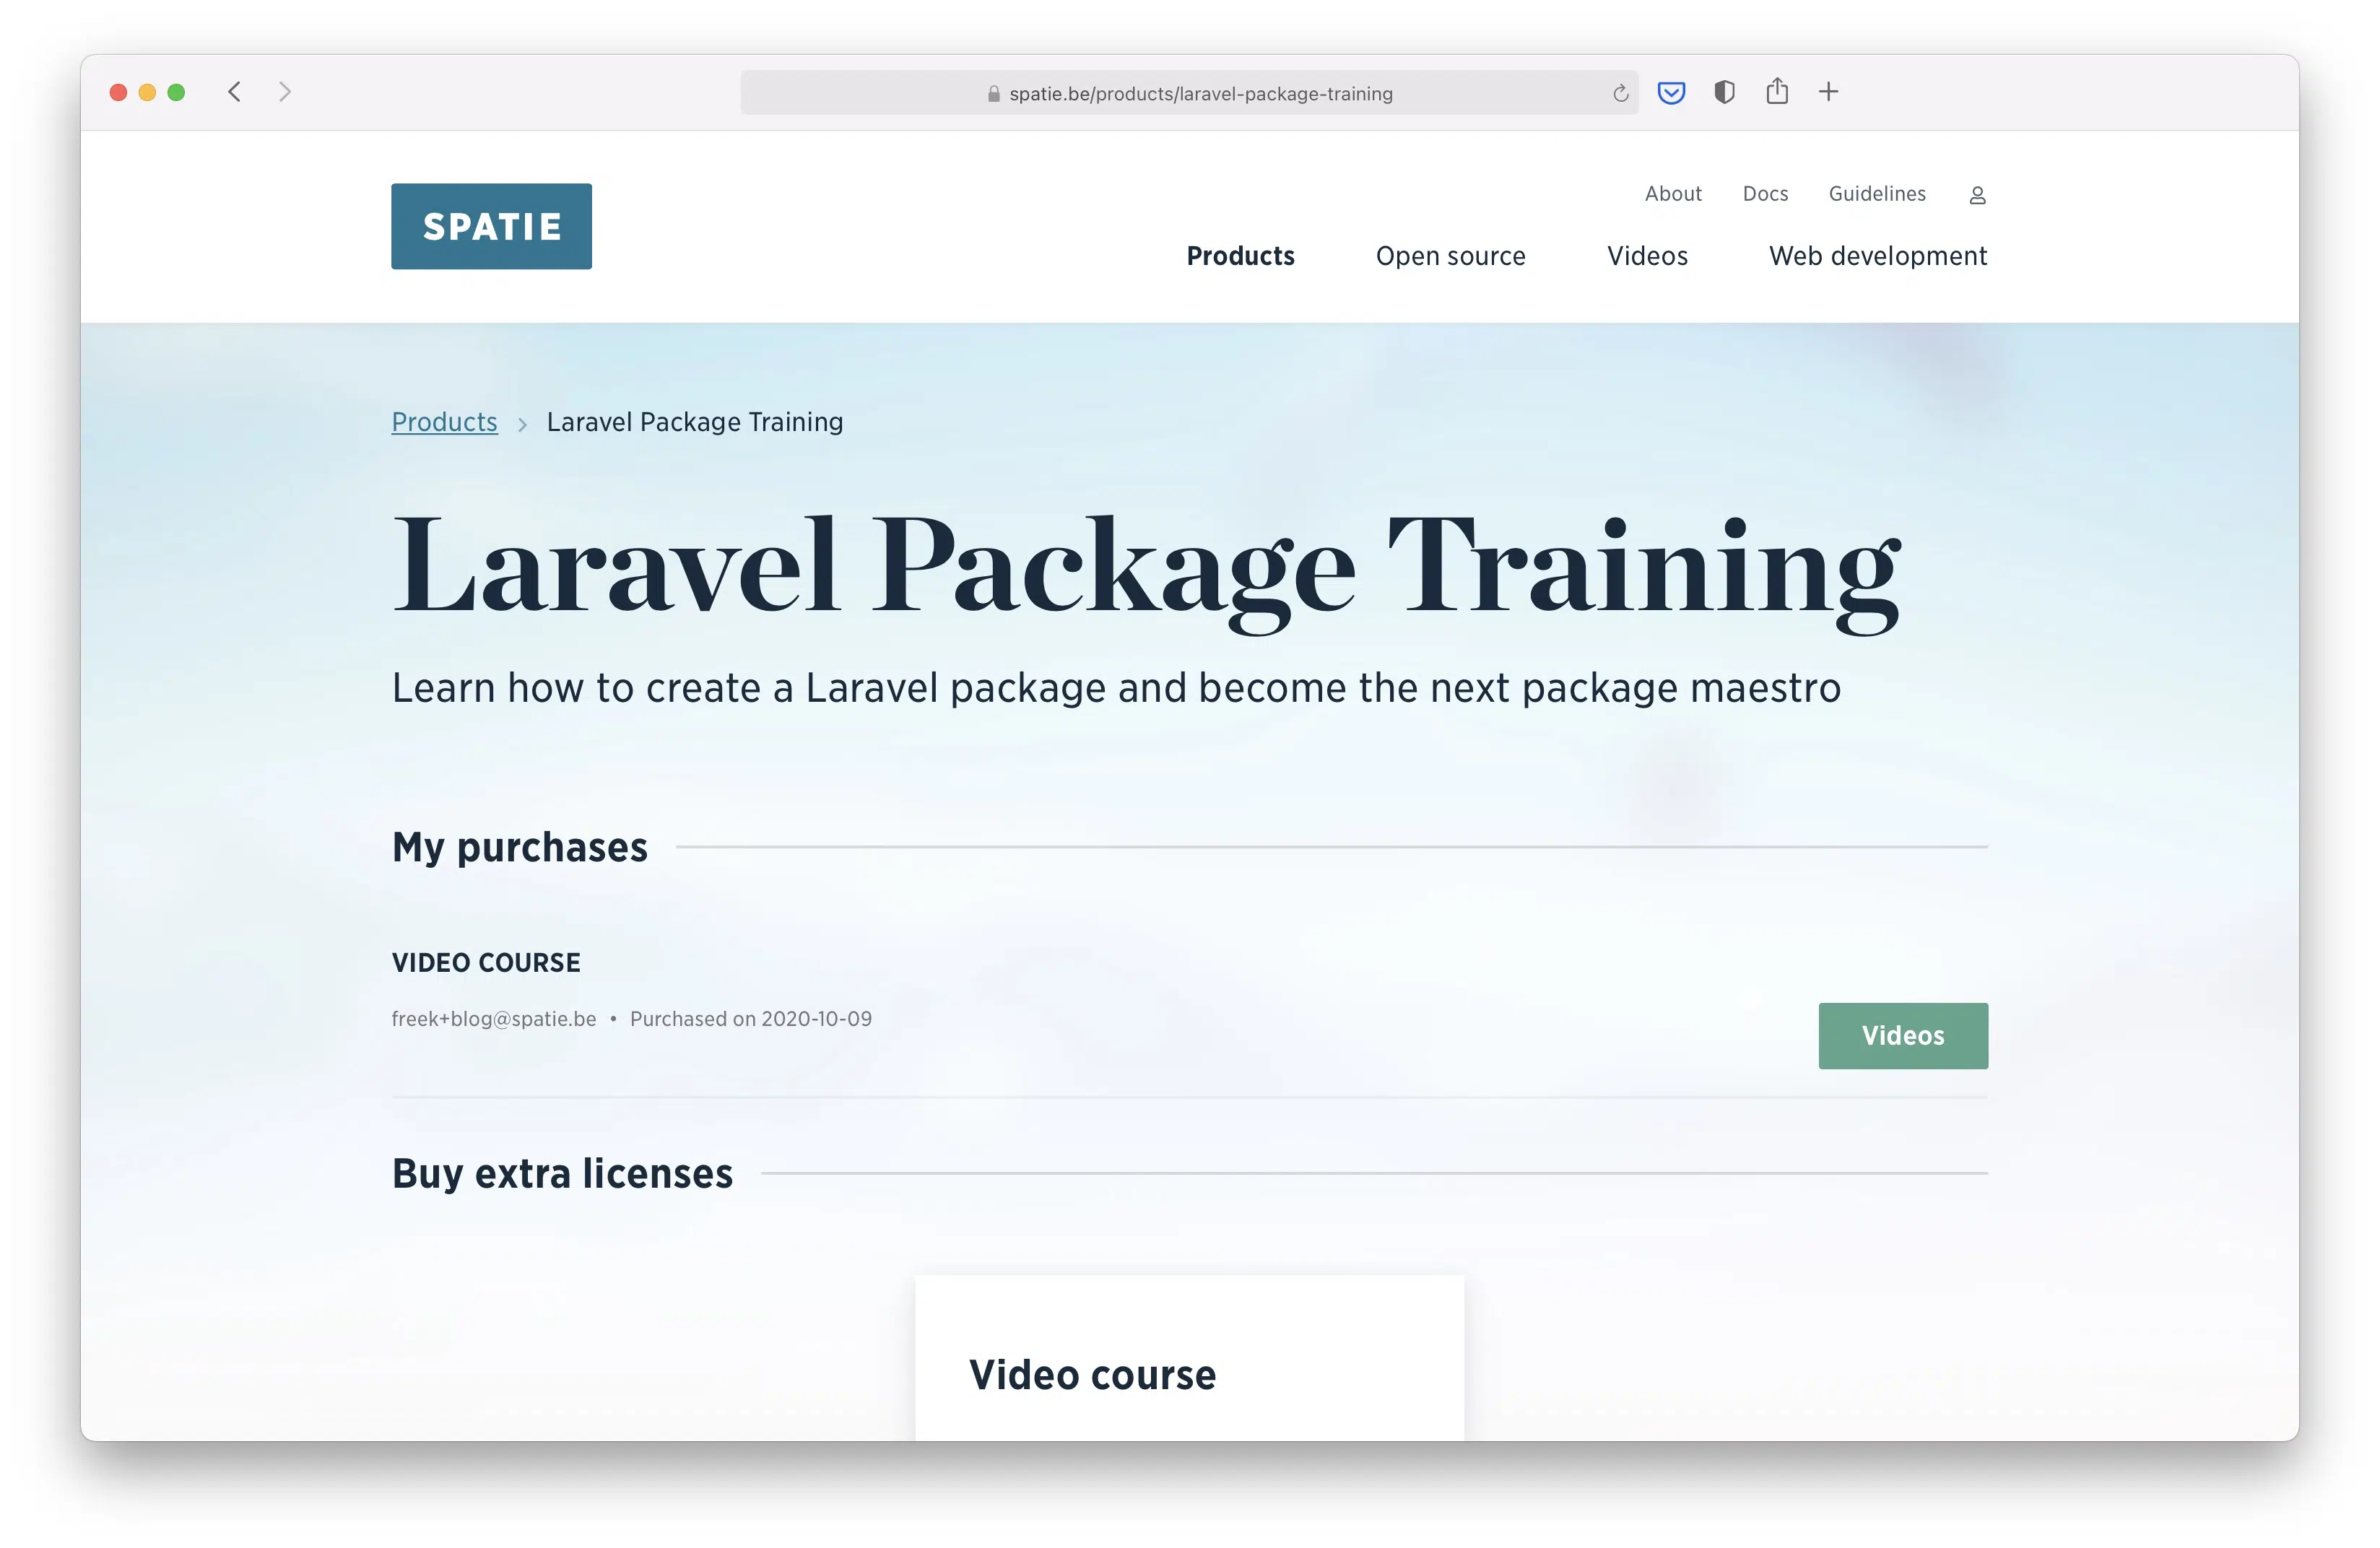 spatie.be/products/laravel-package-training
SPATIE
About Docs Guidelines
Products Open source Videos Web development
Products > Laravel Package Training
Laravel Package Training
Learn how to create a Laravel package and become the next package maestro
My purchases
VIDEO COURSE
freek+blog@spatie.be • Purchased on 2020-10-09
Videos
Buy extra licenses
Video course